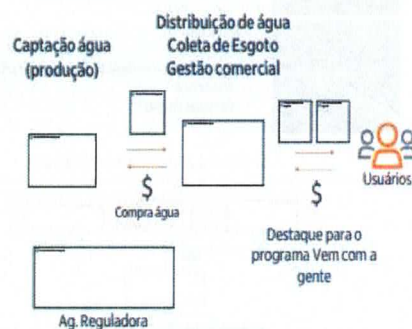 Captação água
(produção)
Distribuição de água
Coleta de Esgoto
Gestão comercial
$
Compra água
$
Usuários
Destaque para o
programa Vem com a
gente
Ag. Reguladora